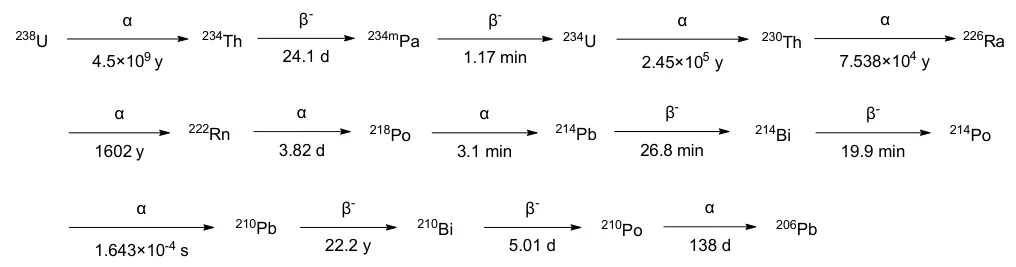 α β⁻ β⁻ α α
²³⁸U ²³⁴Th ²³⁴ᵐPa ²³⁴U ²³⁰Th ²²⁶Ra
4.5×10⁹ y 24.1 d 1.17 min 2.45×10⁵ y 7.538×10⁴ y
α α α β⁻ β⁻
²²²Rn ²¹⁸Po ²¹⁴Pb ²¹⁴Bi ²¹⁴Po
1602 y 3.82 d 3.1 min 26.8 min 19.9 min
α β⁻ β⁻ α
²¹⁰Pb ²¹⁰Bi ²¹⁰Po ²⁰⁶Pb
1.643×10⁻⁴ s 22.2 y 5.01 d 138 d